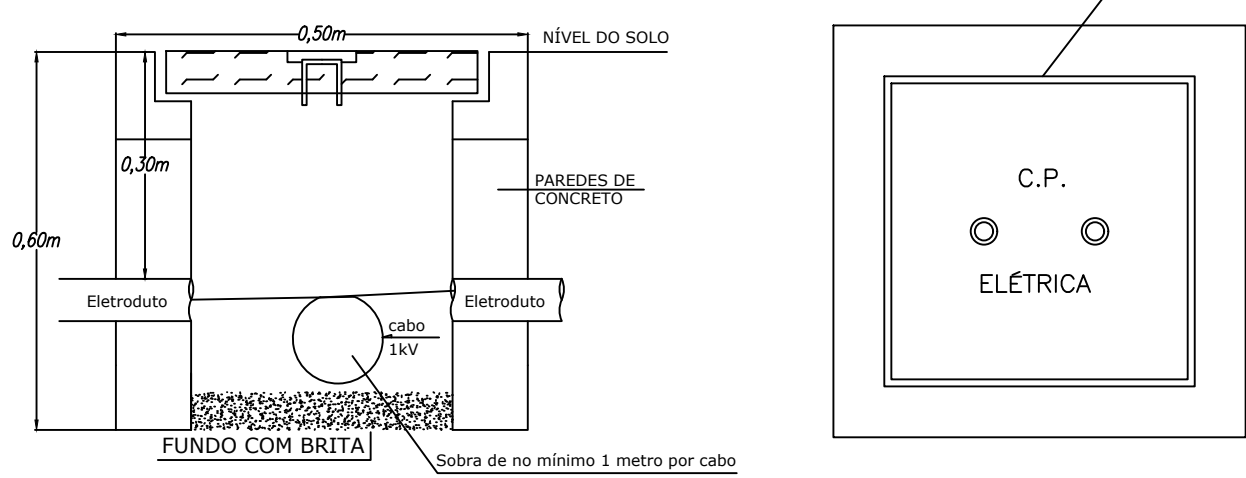 0,50m
NÍVEL DO SOLO
0,30m
PAREDES DE
CONCRETO
0,60m
Eletroduto
Eletroduto
cabo
1kV
FUNDO COM BRITA
Sobra de no mínimo 1 metro por cabo
C.P.
ELÉTRICA